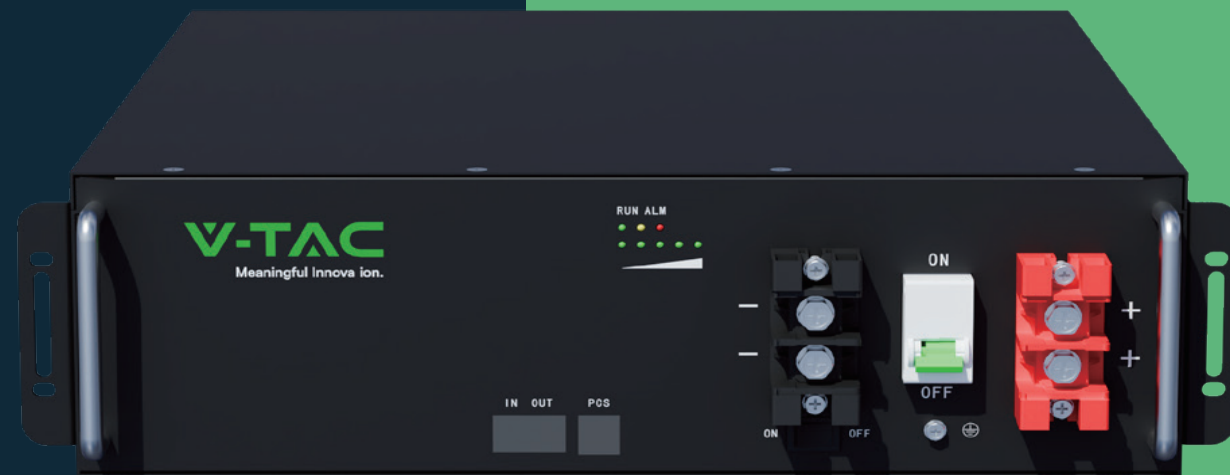 V-TAC
Meaningful Innova ion.
RUN ALM
ON
OFF
IN OUT PCS
ON OFF